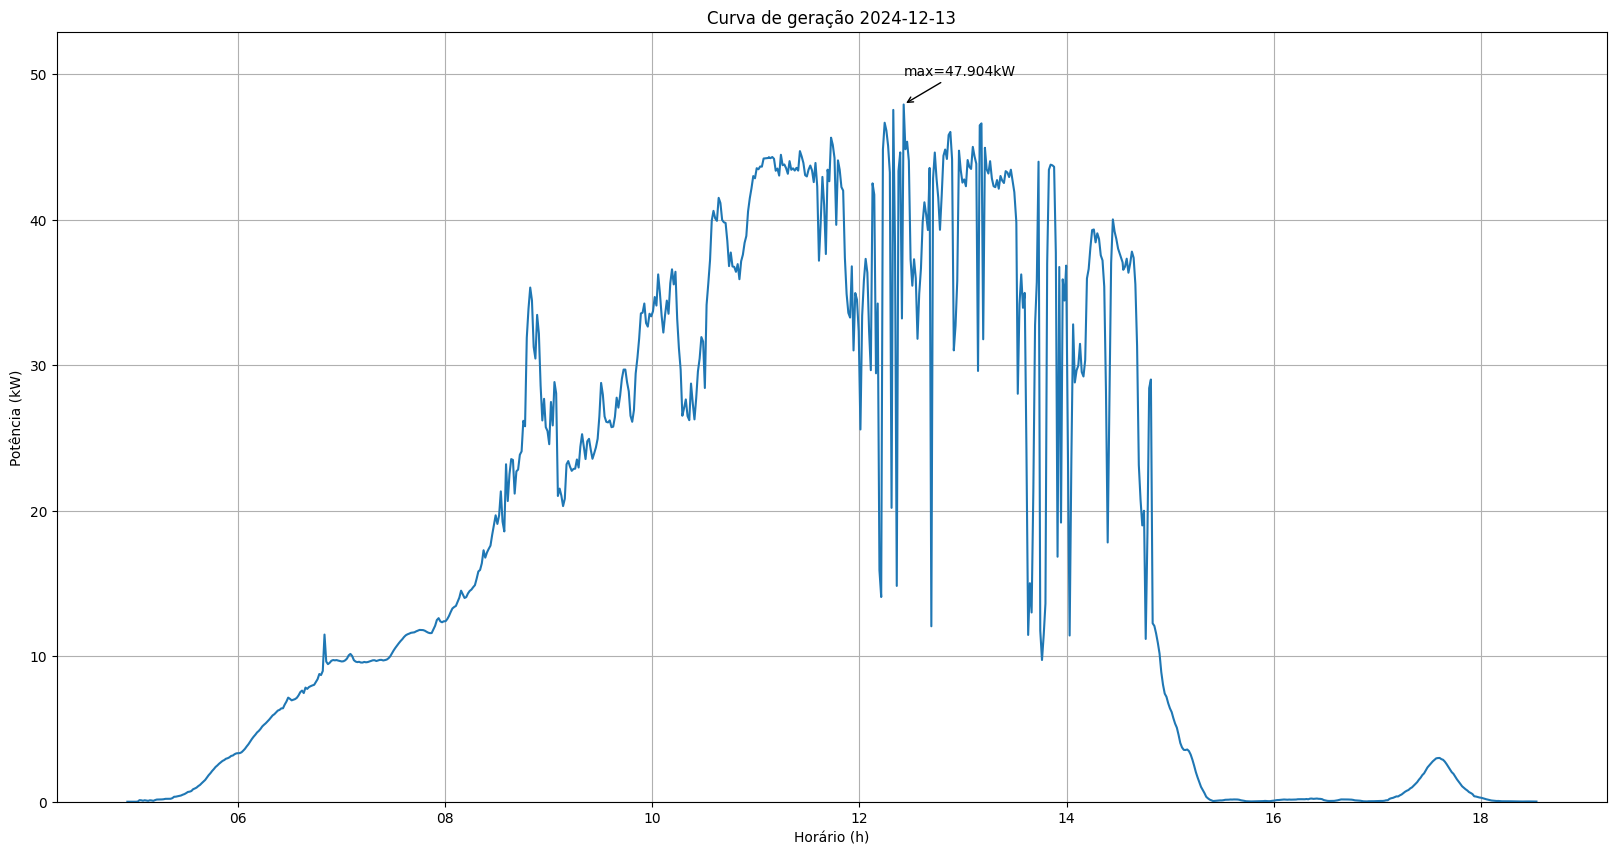 Curva de geração 2024-12-13
max=47.904kW
50
40
30
20
10
0
Potência (kW)
06 08 10 12 14 16 18
Horário (h)